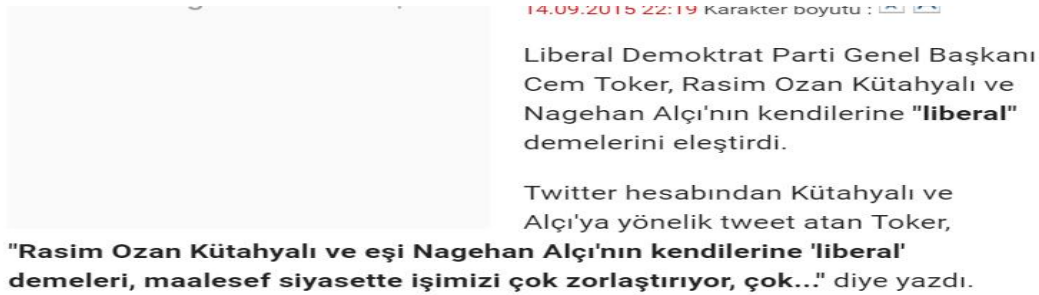 14.09.2015 22:19 Karakter boyutu :
Liberal Demoktrat Parti Genel Başkanı
Cem Toker, Rasim Ozan Kütahyalı ve
Nagehan Alçı'nın kendilerine "liberal"
demelerini eleştirdi.
Twitter hesabından Kütahyalı ve
Alçı'ya yönelik tweet atan Toker,
"Rasim Ozan Kütahyalı ve eşi Nagehan Alçı'nın kendilerine 'liberal'
demeleri, maalesef siyasette işimizi çok zorlaştırıyor, çok..." diye yazdı.